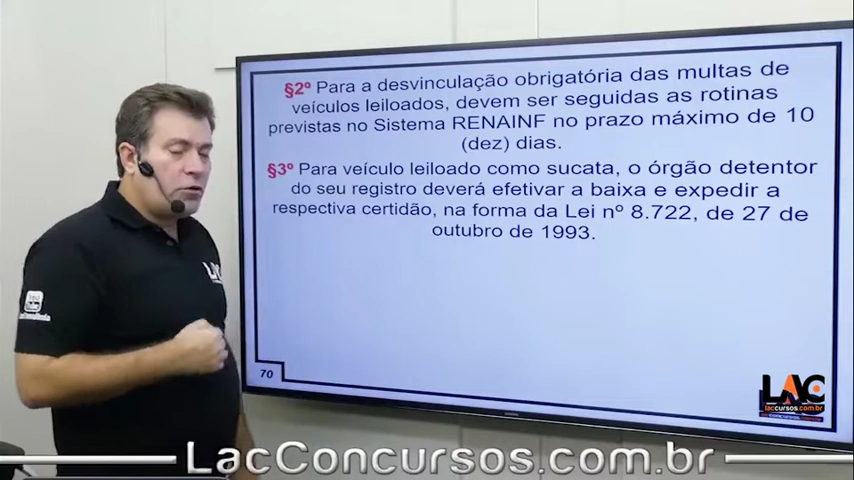 §2º Para a desvinculação obrigatória das multas de
veículos leiloados, devem ser seguidas as rotinas
previstas no Sistema RENAINF no prazo máximo de 10
(dez) dias.
§3º Para veículo leiloado como sucata, o órgão detentor
do seu registro deverá efetivar a baixa e expedir a
respectiva certidão, na forma da Lei nº 8.722, de 27 de
outubro de 1993.
70
LAC
laccursos.com.br
LacConcursos.com.br